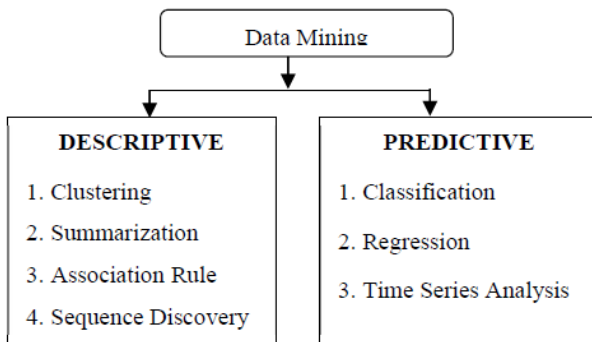 Data Mining
DESCRIPTIVE
1. Clustering
2. Summarization
3. Association Rule
4. Sequence Discovery
PREDICTIVE
1. Classification
2. Regression
3. Time Series Analysis